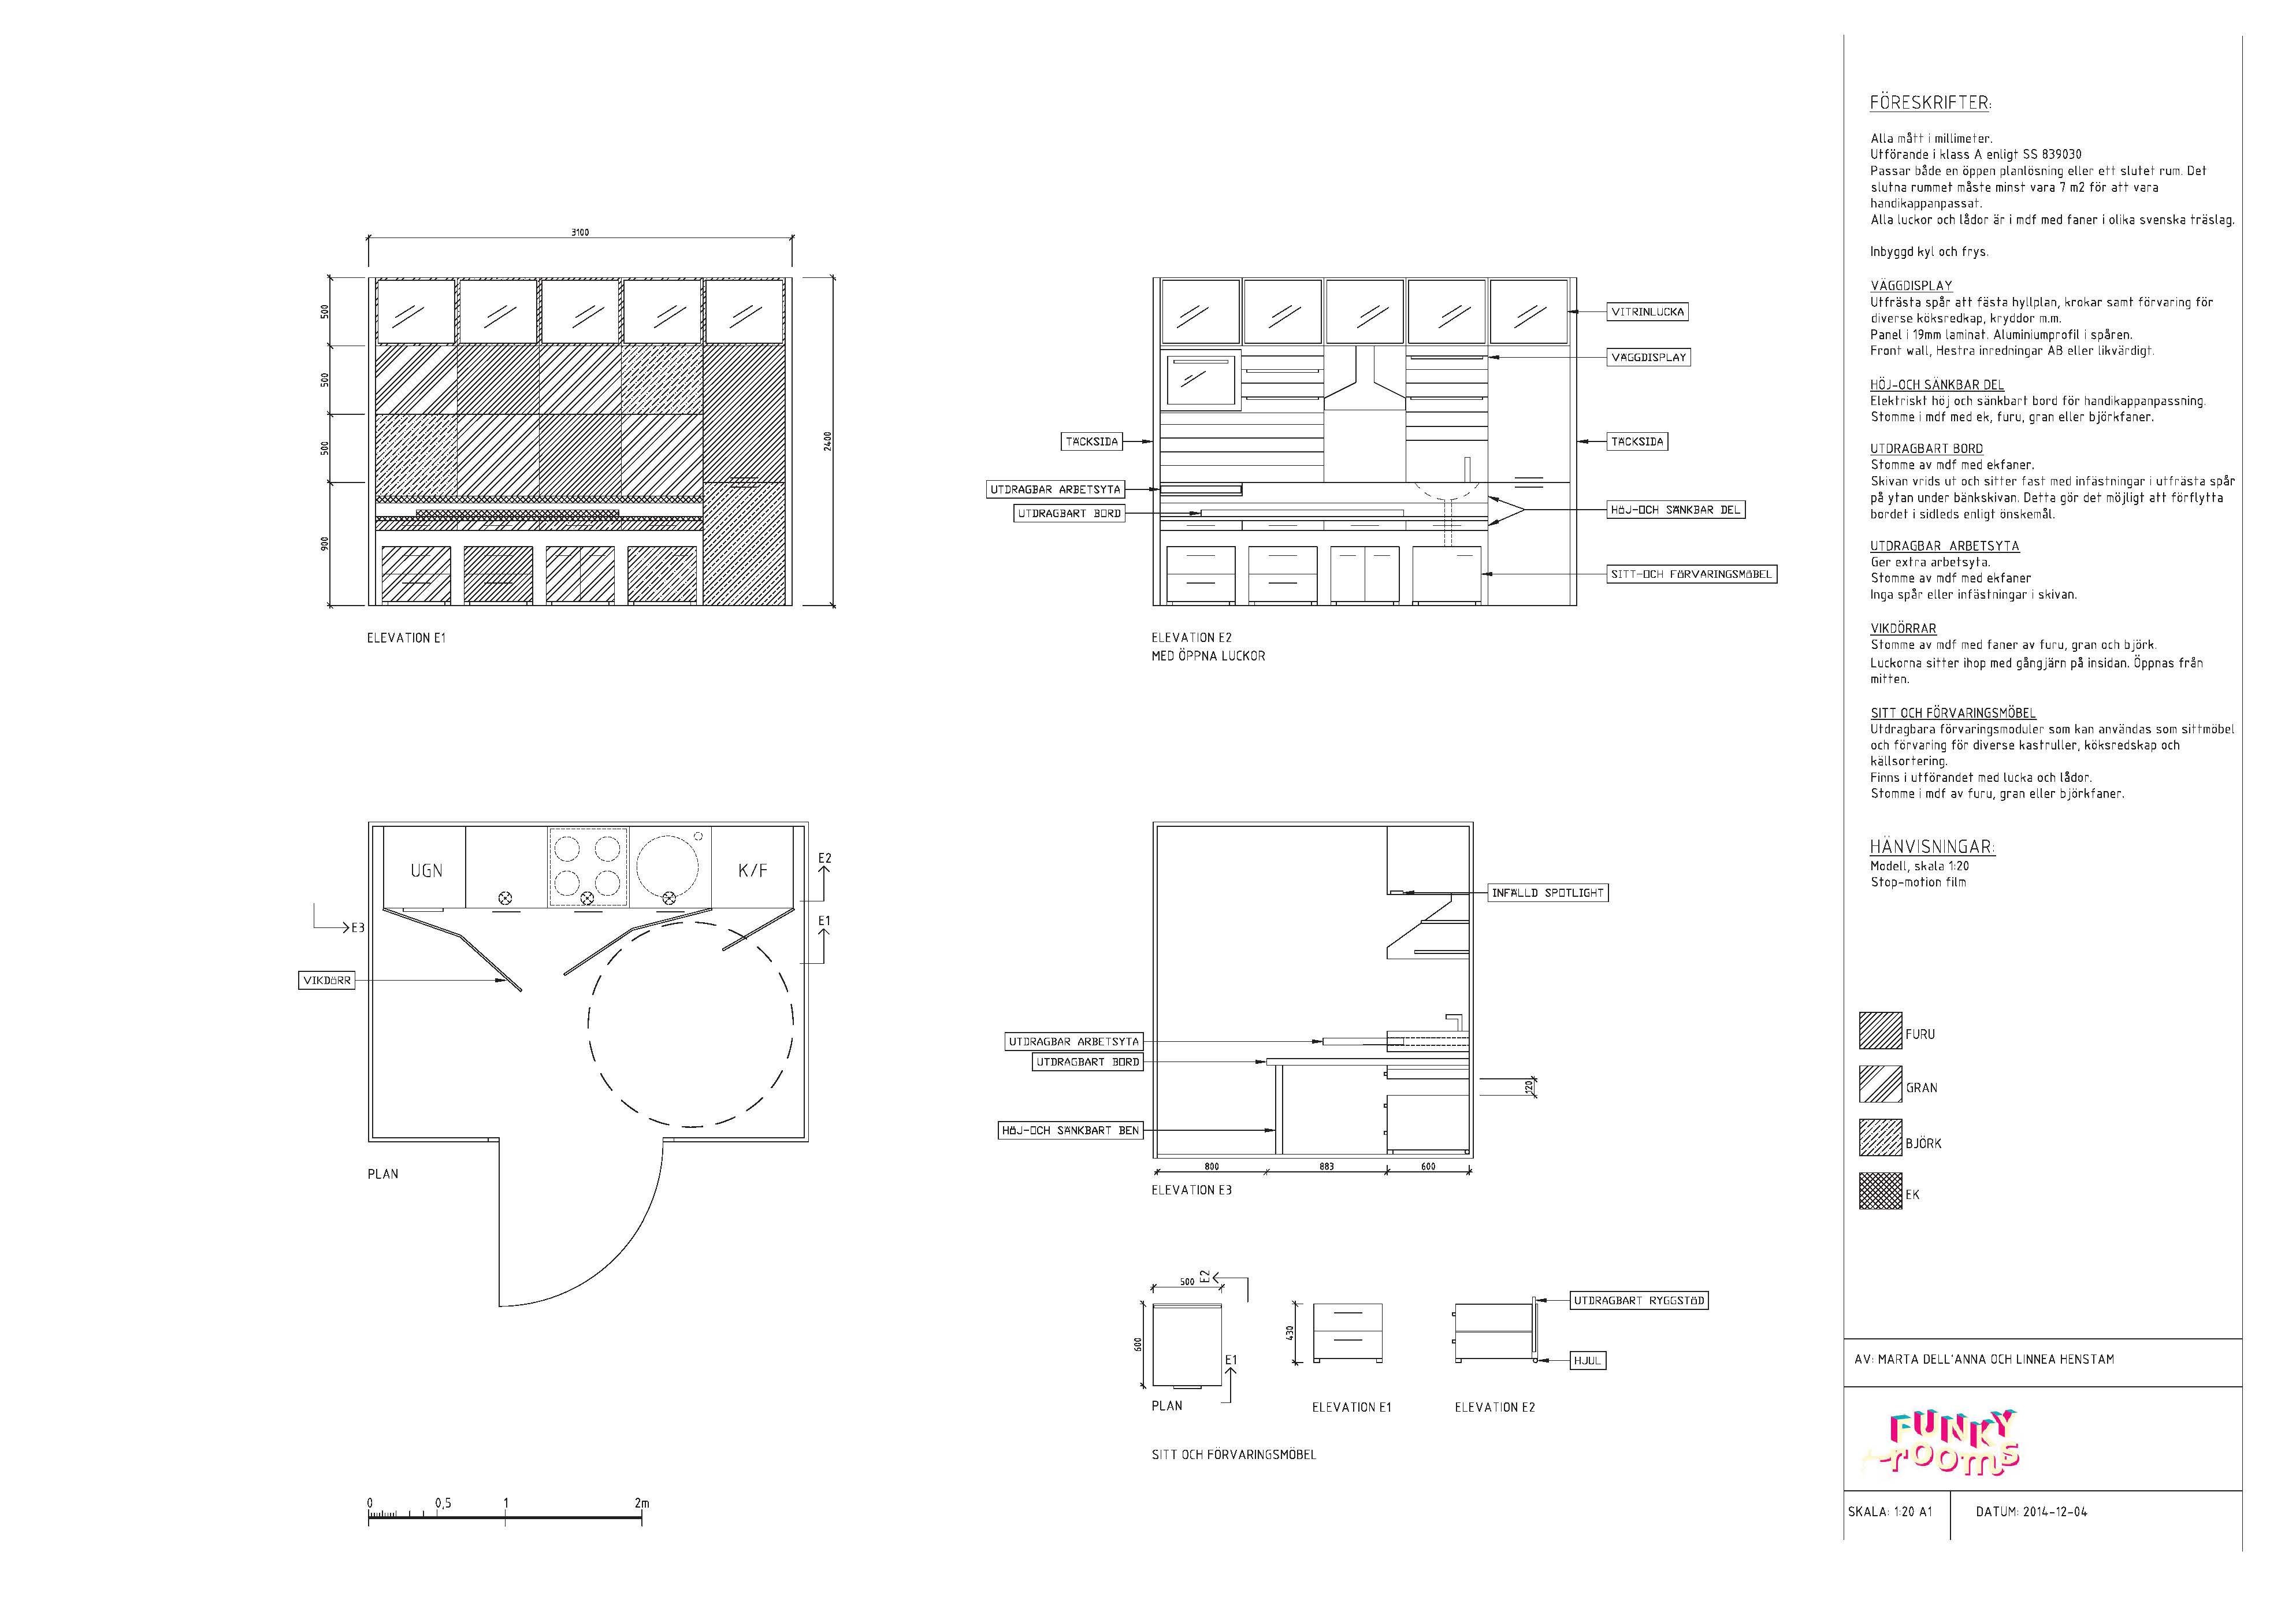 3100
500
500
500
900
2400
ELEVATION E1
VITRINLUCKA
VÄGGDISPLAY
TÄCKSIDA
TÄCKSIDA
UTDRAGBAR ARBETSYTA
UTDRAGBART BORD
HÖJ-OCH SÄNKBAR DEL
SITT-OCH FÖRVARINGSMÖBEL
ELEVATION E2
MED ÖPPNA LUCKOR
UGN
K/F
E2
E1
E3
VIKDÖRR
PLAN
INFÄLLD SPOTLIGHT
UTDRAGBAR ARBETSYTA
UTDRAGBART BORD
120
HÖJ-OCH SÄNKBART BEN
800
883
600
ELEVATION E3
500
E2
600
E1
PLAN
430
ELEVATION E1
UTDRAGBART RYGGSTÖD
HJUL
ELEVATION E2
SITT OCH FÖRVARINGSMÖBEL
0 0,5 1 2m
FÖRESKRIFTER:
Alla mått i millimeter.
Utförande i klass A enligt SS 839030
Passar både en öppen planlösning eller ett slutet rum. Det
slutna rummet måste minst vara 7 m2 för att vara
handikappanpassat.
Alla luckor och lådor är i mdf med faner i olika svenska träslag.
Inbyggd kyl och frys.
VÄGGDISPLAY
Utfrästa spår att fästa hyllplan, krokar samt förvaring för
diverse köksredkap, kryddor m.m.
Panel i 19mm laminat. Aluminiumprofil i spåren.
Front wall, Hestra inredningar AB eller likvärdigt.
HÖJ-OCH SÄNKBAR DEL
Elektriskt höj och sänkbart bord för handikappanpassning.
Stomme i mdf med ek, furu, gran eller björkfaner.
UTDRAGBART BORD
Stomme av mdf med ekfaner.
Skivan vrids ut och sitter fast med infästningar i utfrästa spår
på ytan under bänkskivan. Detta gör det möjligt att förflytta
bordet i sidleds enligt önskemål.
UTDRAGBAR ARBETSYTA
Ger extra arbetsyta.
Stomme av mdf med ekfaner
Inga spår eller infästningar i skivan.
VIKDÖRRAR
Stomme av mdf med faner av furu, gran och björk.
Luckorna sitter ihop med gångjärn på insidan. Öppnas från
mitten.
SITT OCH FÖRVARINGSMÖBEL
Utdragbara förvaringsmoduler som kan användas som sittmöbel
och förvaring för diverse kastruller, köksredskap och
källsortering.
Finns i utförandet med lucka och lådor.
Stomme i mdf av furu, gran eller björkfaner.
HÄNVISNINGAR:
Modell, skala 1:20
Stop-motion film
FURU
GRAN
BJÖRK
EK
AV: MARTA DELL'ANNA OCH LINNEA HENSTAM
FUNKY
rooms
SKALA: 1:20 A1
DATUM: 2014-12-04